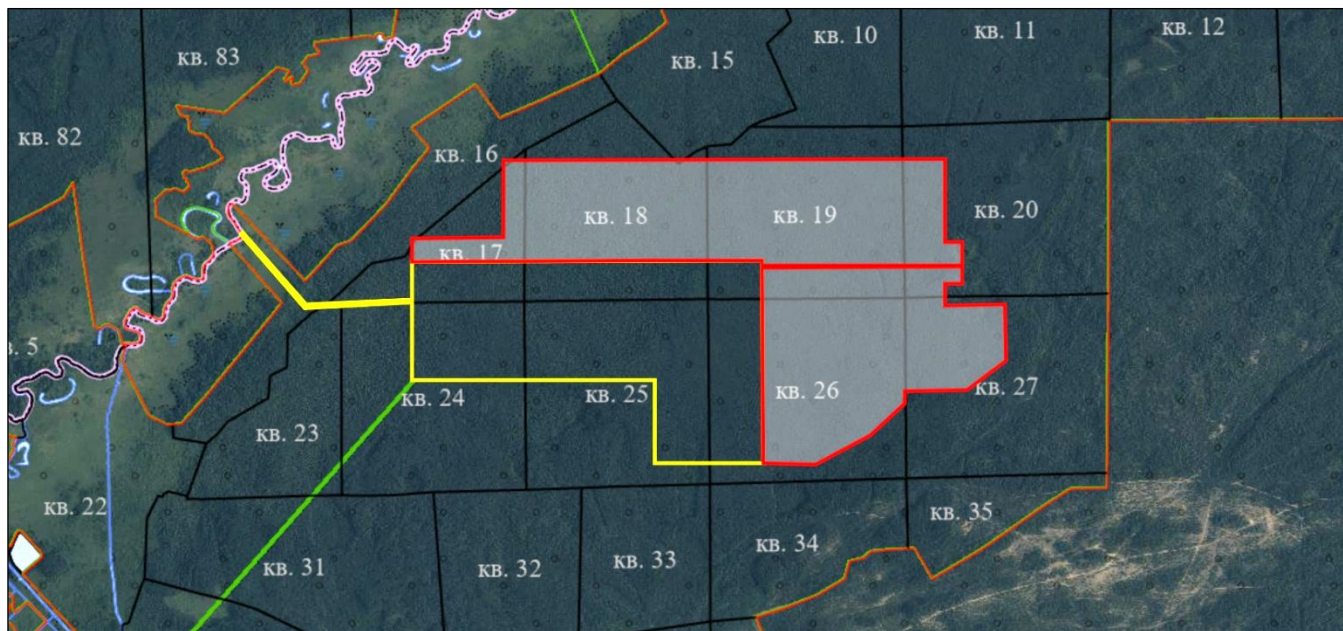 кв. 83
кв. 82
кв. 15
кв. 10
кв. 11
кв. 12
кв. 16
кв. 17
кв. 18
кв. 19
кв. 20
в. 5
кв. 22
кв. 23
кв. 24
кв. 25
кв. 26
кв. 27
кв. 31
кв. 32
кв. 33
кв. 34
кв. 35